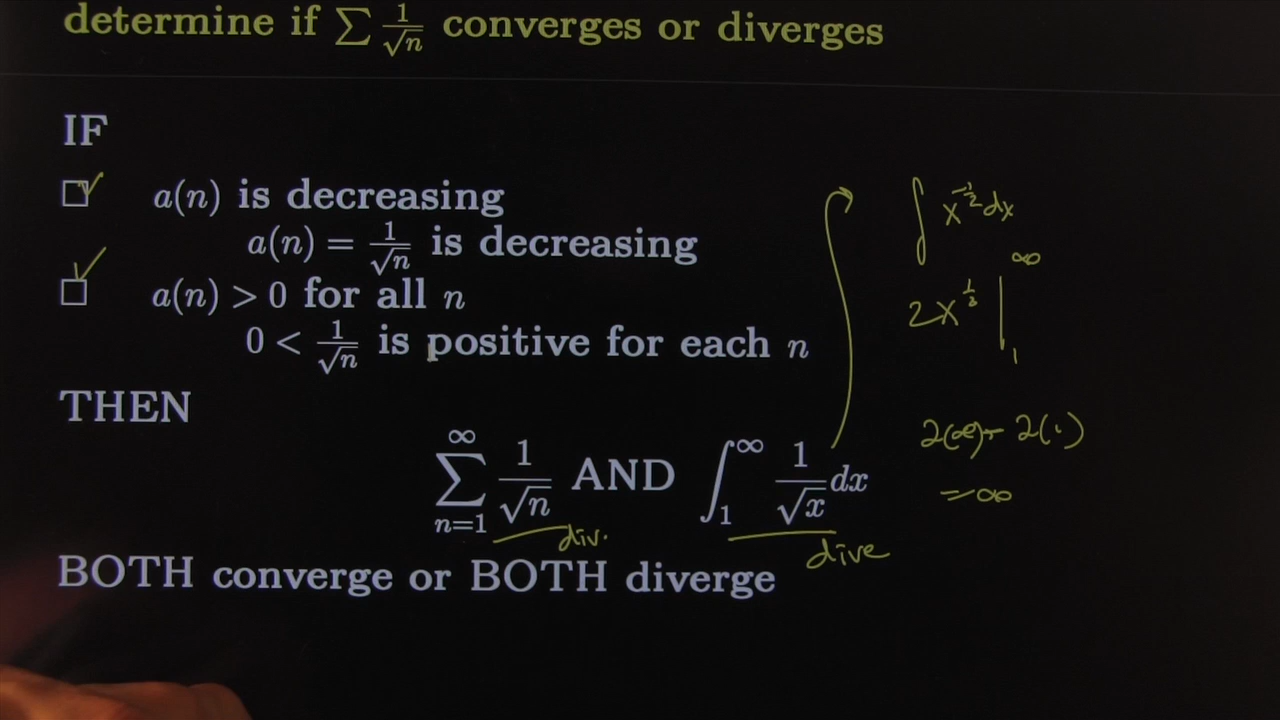 determine if ∑ 1/√n converges or diverges
IF
☐ ✓ a(n) is decreasing
a(n) = 1/√n is decreasing
☐ ✓ a(n) > 0 for all n
0 < 1/√n is positive for each n
THEN
∑_{n=1}^{∞} 1/√n AND ∫_1^∞ 1/√x dx
div.
dive
BOTH converge or BOTH diverge
∫ x^{-1/2} dx
2x^{1/2} |_1^∞
2(∞) - 2(1)
= ∞